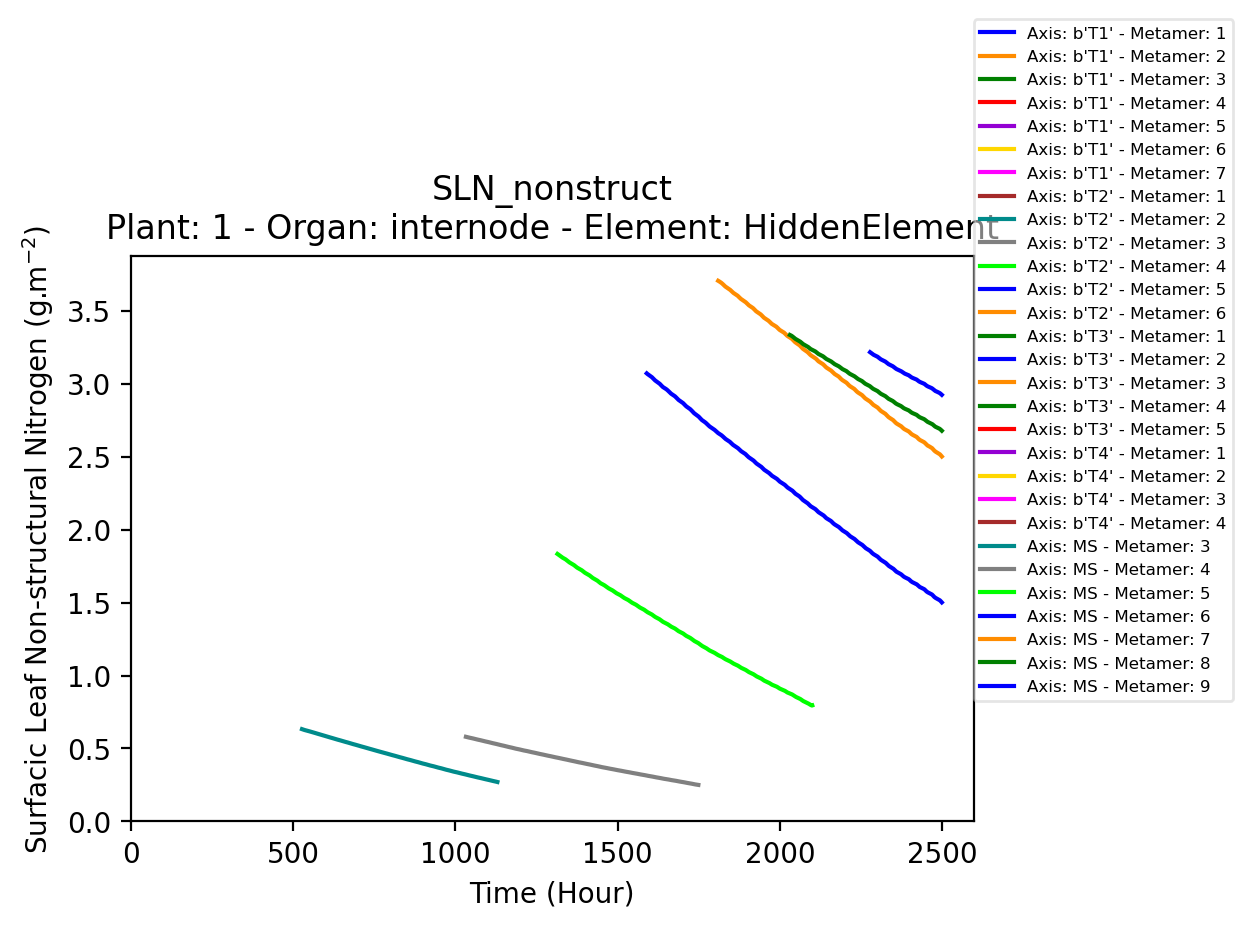 SLN_nonstruct
Plant: 1 - Organ: internode - Element: HiddenElement
Surfacic Leaf Non-structural Nitrogen (g.m⁻²)
3.5
3.0
2.5
2.0
1.5
1.0
0.5
0.0
0 500 1000 1500 2000 2500
Time (Hour)
Axis: b'T1' - Metamer: 1
Axis: b'T1' - Metamer: 2
Axis: b'T1' - Metamer: 3
Axis: b'T1' - Metamer: 4
Axis: b'T1' - Metamer: 5
Axis: b'T1' - Metamer: 6
Axis: b'T1' - Metamer: 7
Axis: b'T2' - Metamer: 1
Axis: b'T2' - Metamer: 2
Axis: b'T2' - Metamer: 3
Axis: b'T2' - Metamer: 4
Axis: b'T2' - Metamer: 5
Axis: b'T2' - Metamer: 6
Axis: b'T3' - Metamer: 1
Axis: b'T3' - Metamer: 2
Axis: b'T3' - Metamer: 3
Axis: b'T3' - Metamer: 4
Axis: b'T3' - Metamer: 5
Axis: b'T4' - Metamer: 1
Axis: b'T4' - Metamer: 2
Axis: b'T4' - Metamer: 3
Axis: b'T4' - Metamer: 4
Axis: MS - Metamer: 3
Axis: MS - Metamer: 4
Axis: MS - Metamer: 5
Axis: MS - Metamer: 6
Axis: MS - Metamer: 7
Axis: MS - Metamer: 8
Axis: MS - Metamer: 9